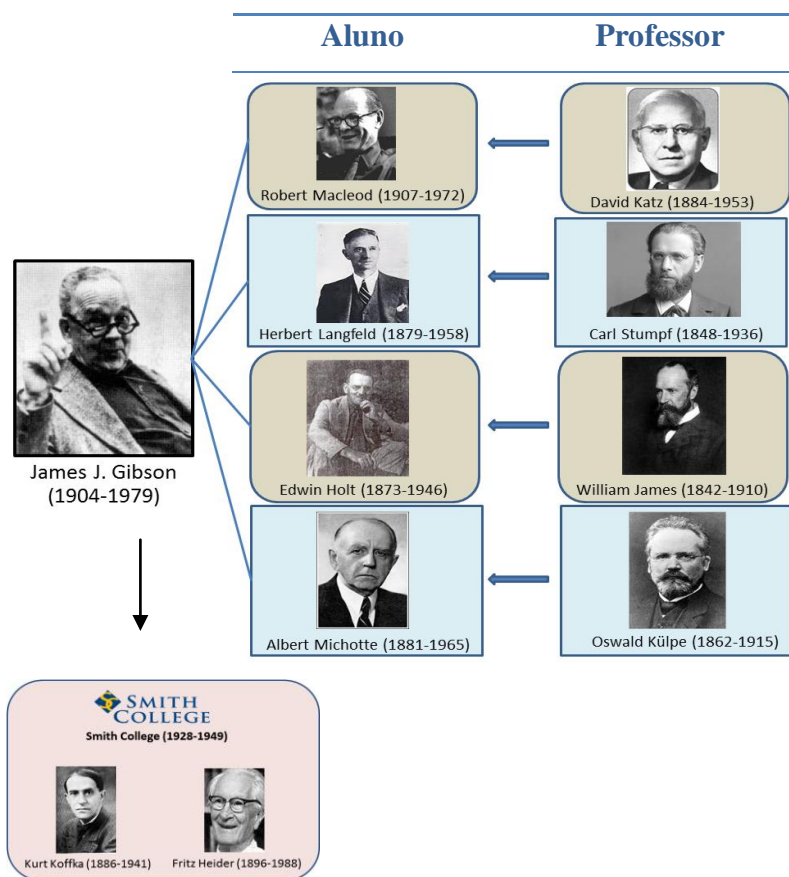 Aluno
Professor
Robert Macleod (1907-1972)
David Katz (1884-1953)
Herbert Langfeld (1879-1958)
Carl Stumpf (1848-1936)
James J. Gibson
(1904-1979)
Edwin Holt (1873-1946)
William James (1842-1910)
Albert Michotte (1881-1965)
Oswald Külpe (1862-1915)
SMITH
COLLEGE
Smith College (1928-1949)
Kurt Koffka (1886-1941)
Fritz Heider (1896-1988)